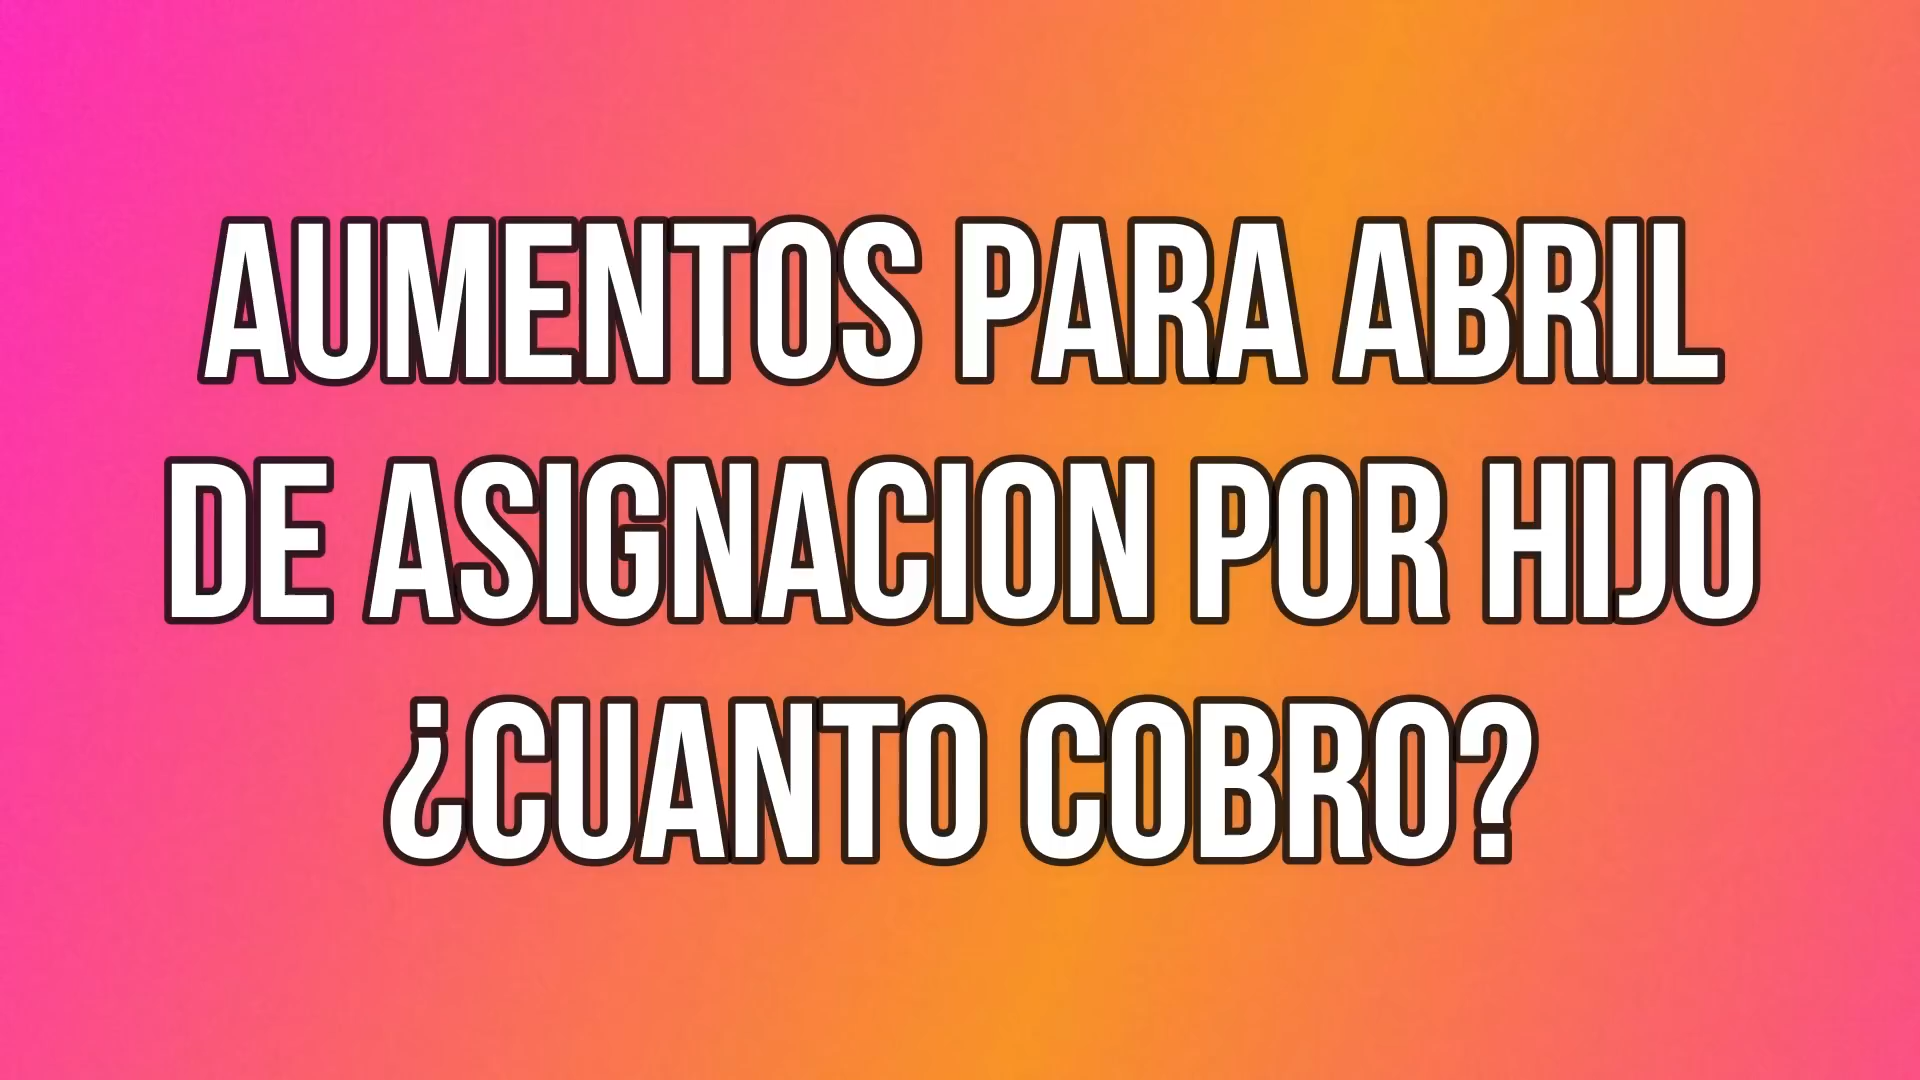 AUMENTOS PARA ABRIL
DE ASIGNACION POR HIJO
¿CUANTO COBRO?